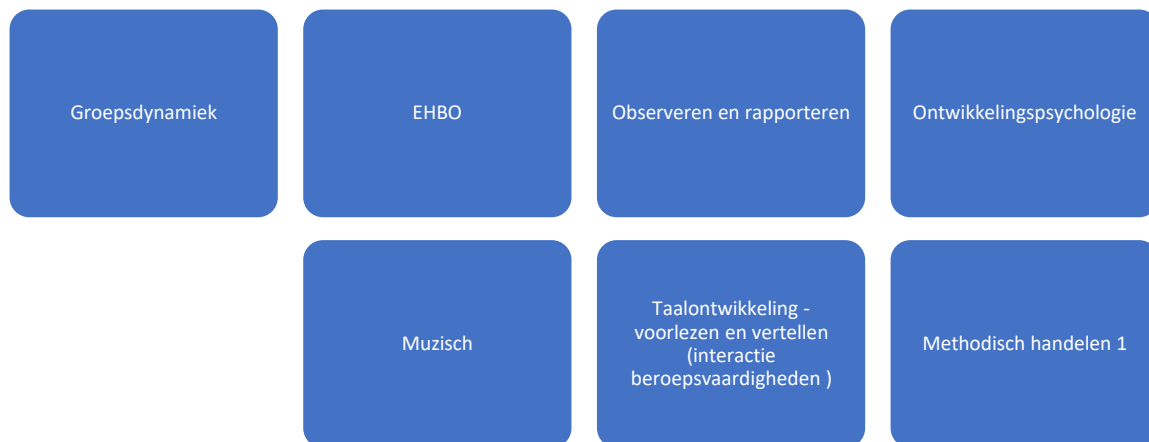 Groepsdynamiek
EHBO
Observeren en rapporteren
Ontwikkelingspsychologie
Muzisch
Taalontwikkeling -
voorlezen en vertellen
(interactie
beroepsvaardigheden )
Methodisch handelen 1